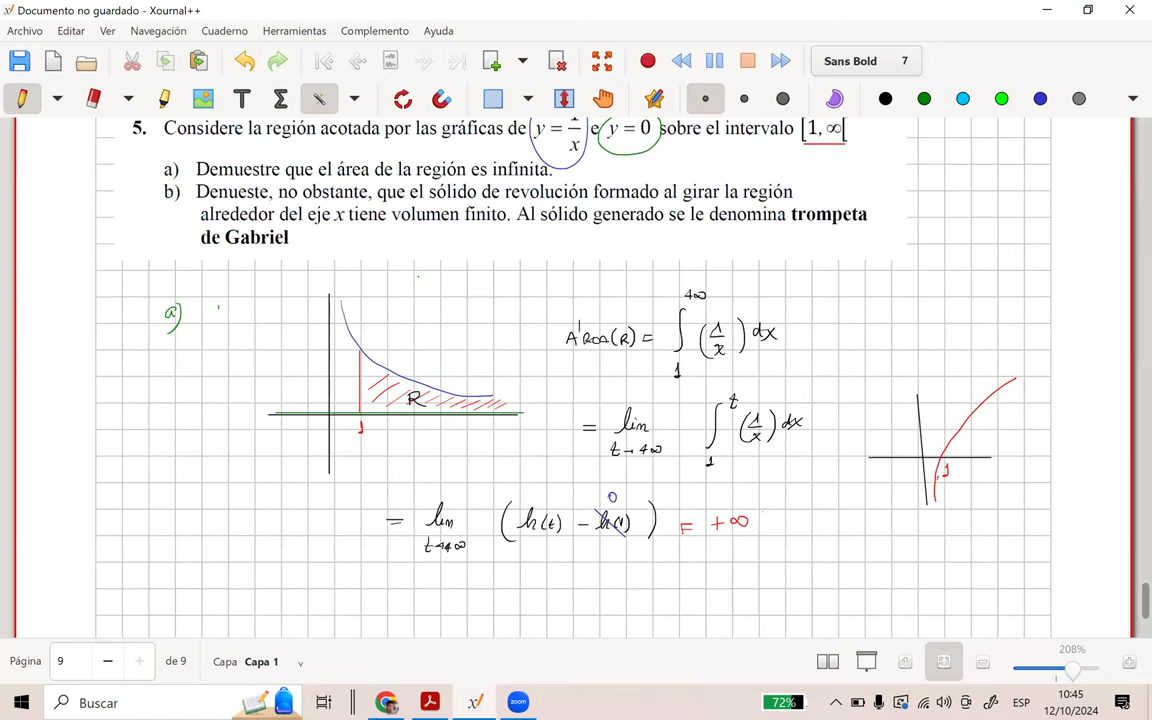 Documento no guardado - Xournal++
Archivo Editar Ver Navegación Cuaderno Herramientas Complemento Ayuda
Sans Bold 7
5. Considere la región acotada por las gráficas de y = 1/x e y = 0 sobre el intervalo [1, ∞[
a) Demuestre que el área de la región es infinita.
b) Denueste, no obstante, que el sólido de revolución formado al girar la región
alrededor del eje x tiene volumen finito. Al sólido generado se le denomina trompeta
de Gabriel
a)
R
1
Área(R) = ∫₁^{+∞} (1/x) dx
= lim t→+∞ ∫₁^t (1/x) dx
1
= lim t→+∞ (ln(t) - ln(1)) = +∞
0
Página 9 de 9 Capa Capa 1
208%
Buscar
72%
ESP
10:45
12/10/2024